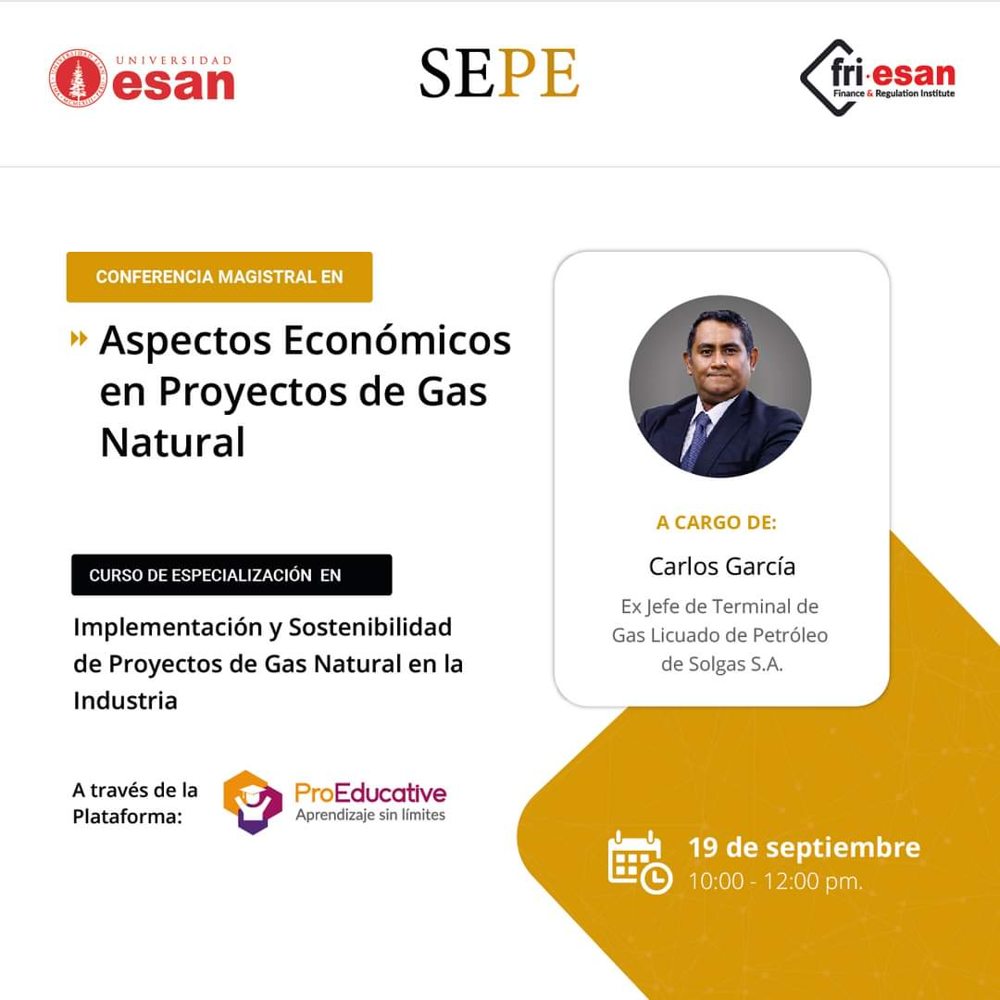 UNIVERSIDAD
esan
SEPE
fri·esan
Finance & Regulation Institute
CONFERENCIA MAGISTRAL EN
Aspectos Económicos
en Proyectos de Gas
Natural
A CARGO DE:
Carlos García
Ex Jefe de Terminal de
Gas Licuado de Petróleo
de Solgas S.A.
CURSO DE ESPECIALIZACIÓN EN
Implementación y Sostenibilidad
de Proyectos de Gas Natural en la
Industria
A través de la
Plataforma:
ProEducative
Aprendizaje sin límites
19 de septiembre
10:00 - 12:00 pm.